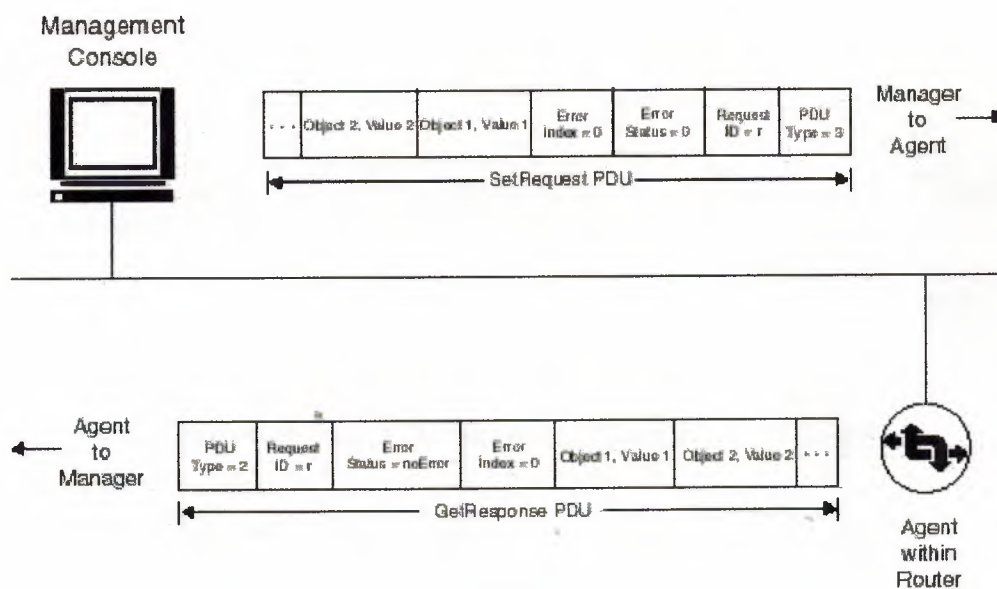 Management
Console
. . .
Object 2, Value 2
Object 1, Value 1
Error
Index = 0
Error
Status = 0
Request
ID = r
PDU
Type = 3
Manager
to
Agent
SetRequest PDU
Agent
to
Manager
PDU
Type = 2
Request
ID = r
Error
Status = noError
Error
Index = 0
Object 1, Value 1
Object 2, Value 2
. . .
GetResponse PDU
Agent
within
Router